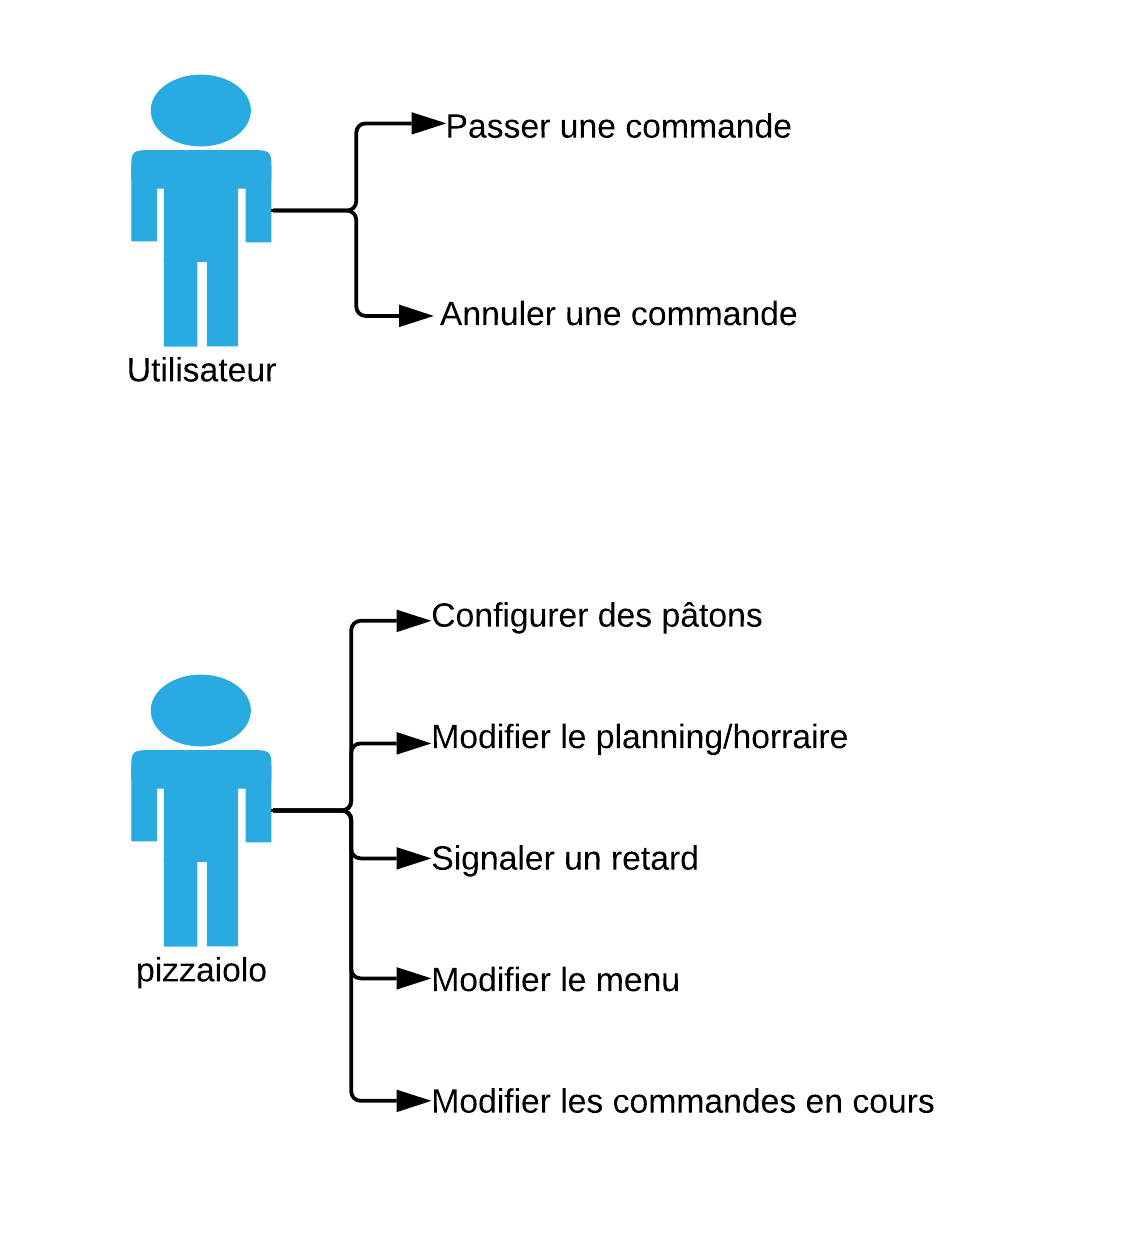 Passer une commande
Annuler une commande
Utilisateur
Configurer des pâtons
Modifier le planning/horraire
Signaler un retard
pizzaiolo
Modifier le menu
Modifier les commandes en cours